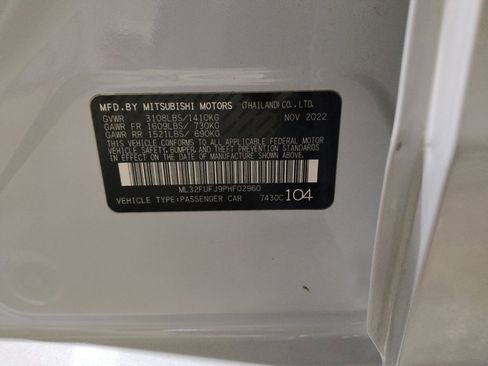 MFD.BY MITSUBISHI MOTORS (THAILAND)CO.,LTD.
GVWR 3108LBS/1410KG NOV 2022
GAWR FR 1609LBS/ 730KG
GAWR RR 1521LBS/ 690KG
THIS VEHICLE CONFORMS TO ALL APPLICABLE FEDERAL MOTOR
VEHICLE SAFETY,BUMPER AND THEFT PREVENTION STANDARDS
IN EFFECT ON THE DATE OF MANUFACTURE SHOWN ABOVE.
ML32FUFJ9PHF02960
VEHICLE TYPE:PASSENGER CAR 7430C 104